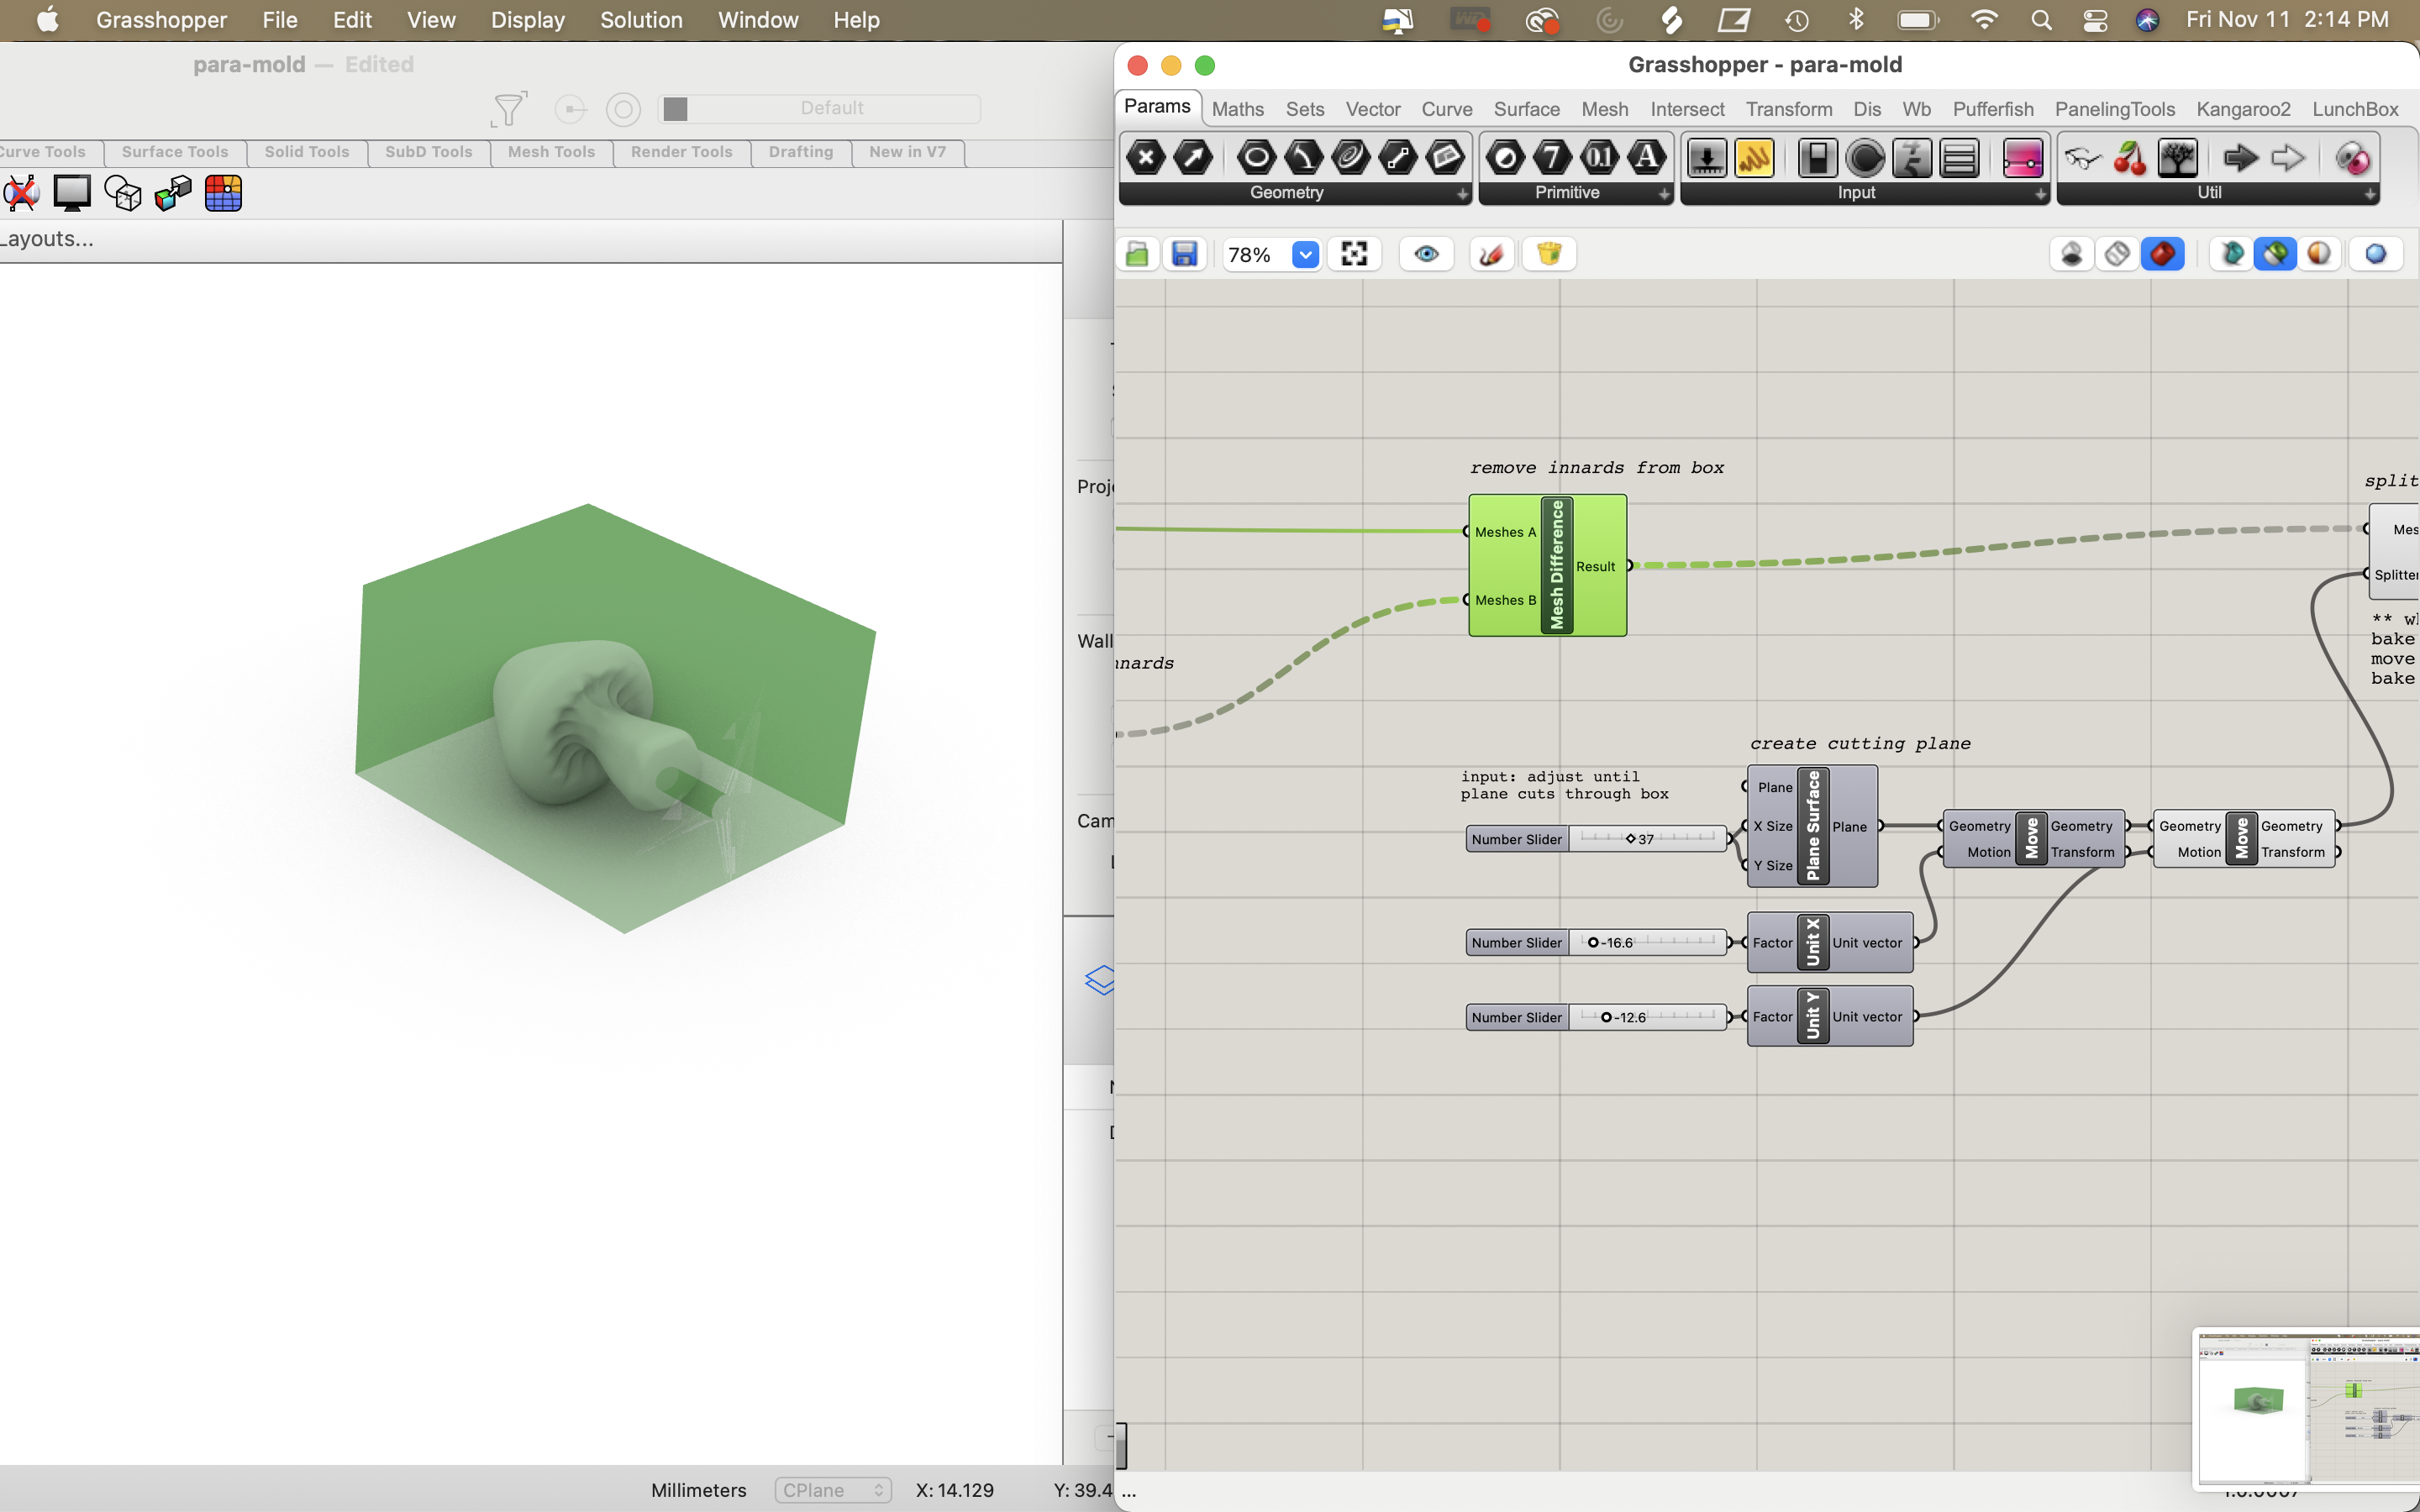 Grasshopper File Edit View Display Solution Window Help
Fri Nov 11 2:14 PM
para-mold — Edited
Default
Curve Tools Surface Tools Solid Tools SubD Tools Mesh Tools Render Tools Drafting New in V7
Layouts...
Wall
Millimeters
CPlane
X: 14.129
Y: 39.4
Grasshopper - para-mold
Params Maths Sets Vector Curve Surface Mesh Intersect Transform Dis Wb Pufferfish PanelingTools Kangaroo2 LunchBox
Geometry Primitive Input Util
78%
remove innards from box
Meshes A
Meshes B
Mesh Difference
Result
split
Mes
Splitter
** wh
bake
move
bake
nnards
create cutting plane
input: adjust until
plane cuts through box
Number Slider 37
Plane
X Size
Y Size
Plane Surface
Plane
Geometry
Motion
Move
Geometry
Transform
Geometry
Motion
Move
Geometry
Transform
Number Slider -16.6
Factor Unit X Unit vector
Number Slider -12.6
Factor Unit Y Unit vector
...